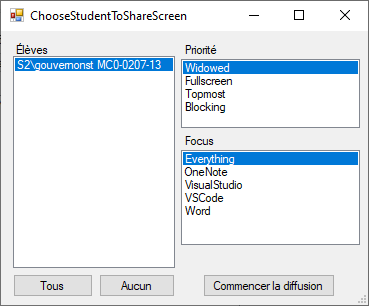 ChooseStudentToShareScreen
Élèves
S2\gouvernonst MC0-0207-13
Priorité
Widowed
Fullscreen
Topmost
Blocking
Focus
Everything
OneNote
VisualStudio
VSCode
Word
Tous
Aucun
Commencer la diffusion